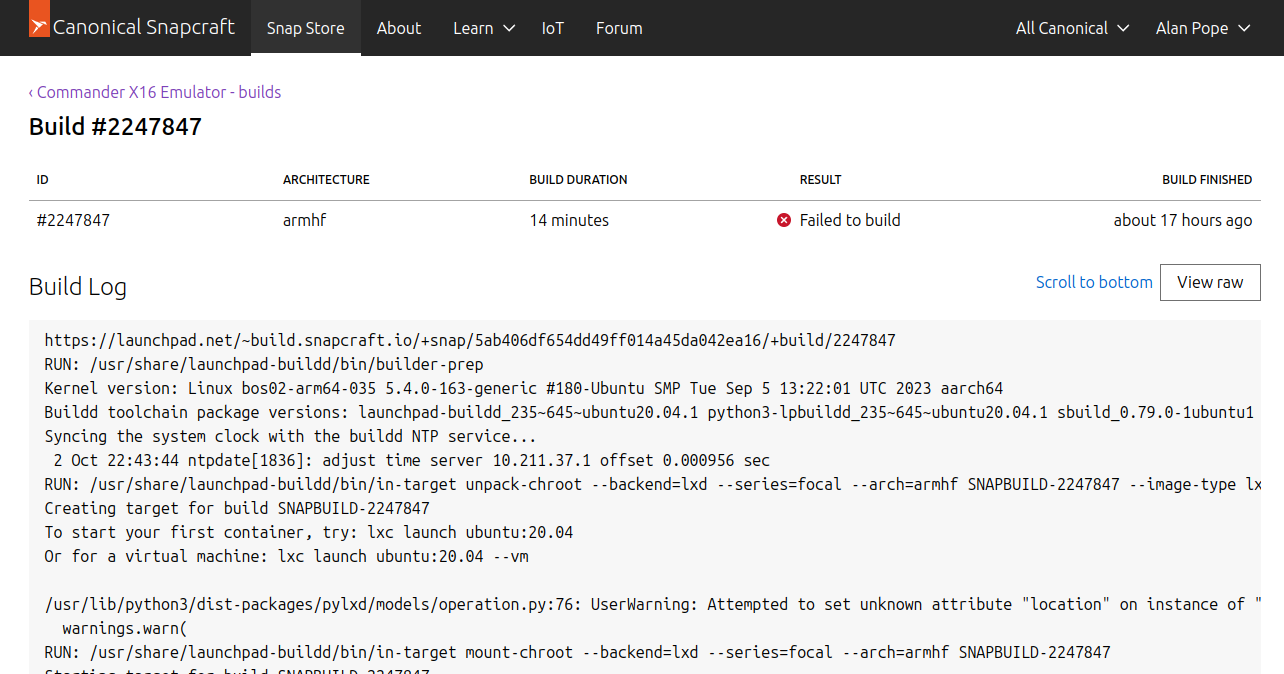 Canonical Snapcraft Snap Store About Learn IoT Forum All Canonical Alan Pope
‹ Commander X16 Emulator - builds
Build #2247847
ID ARCHITECTURE BUILD DURATION RESULT BUILD FINISHED
#2247847 armhf 14 minutes Failed to build about 17 hours ago
Build Log Scroll to bottom View raw
https://launchpad.net/~build.snapcraft.io/+snap/5ab406df654dd49ff014a45da042ea16/+build/2247847
RUN: /usr/share/launchpad-buildd/bin/builder-prep
Kernel version: Linux bos02-arm64-035 5.4.0-163-generic #180-Ubuntu SMP Tue Sep 5 13:22:01 UTC 2023 aarch64
Buildd toolchain package versions: launchpad-buildd_235~645~ubuntu20.04.1 python3-lpbuildd_235~645~ubuntu20.04.1 sbuild_0.79.0-1ubuntu1
Syncing the system clock with the buildd NTP service...
2 Oct 22:43:44 ntpdate[1836]: adjust time server 10.211.37.1 offset 0.000956 sec
RUN: /usr/share/launchpad-buildd/bin/in-target unpack-chroot --backend=lxd --series=focal --arch=armhf SNAPBUILD-2247847 --image-type lx
Creating target for build SNAPBUILD-2247847
To start your first container, try: lxc launch ubuntu:20.04
Or for a virtual machine: lxc launch ubuntu:20.04 --vm
/usr/lib/python3/dist-packages/pylxd/models/operation.py:76: UserWarning: Attempted to set unknown attribute "location" on instance of "
warnings.warn(
RUN: /usr/share/launchpad-buildd/bin/in-target mount-chroot --backend=lxd --series=focal --arch=armhf SNAPBUILD-2247847
Starting target for build SNAPBUILD-2247847